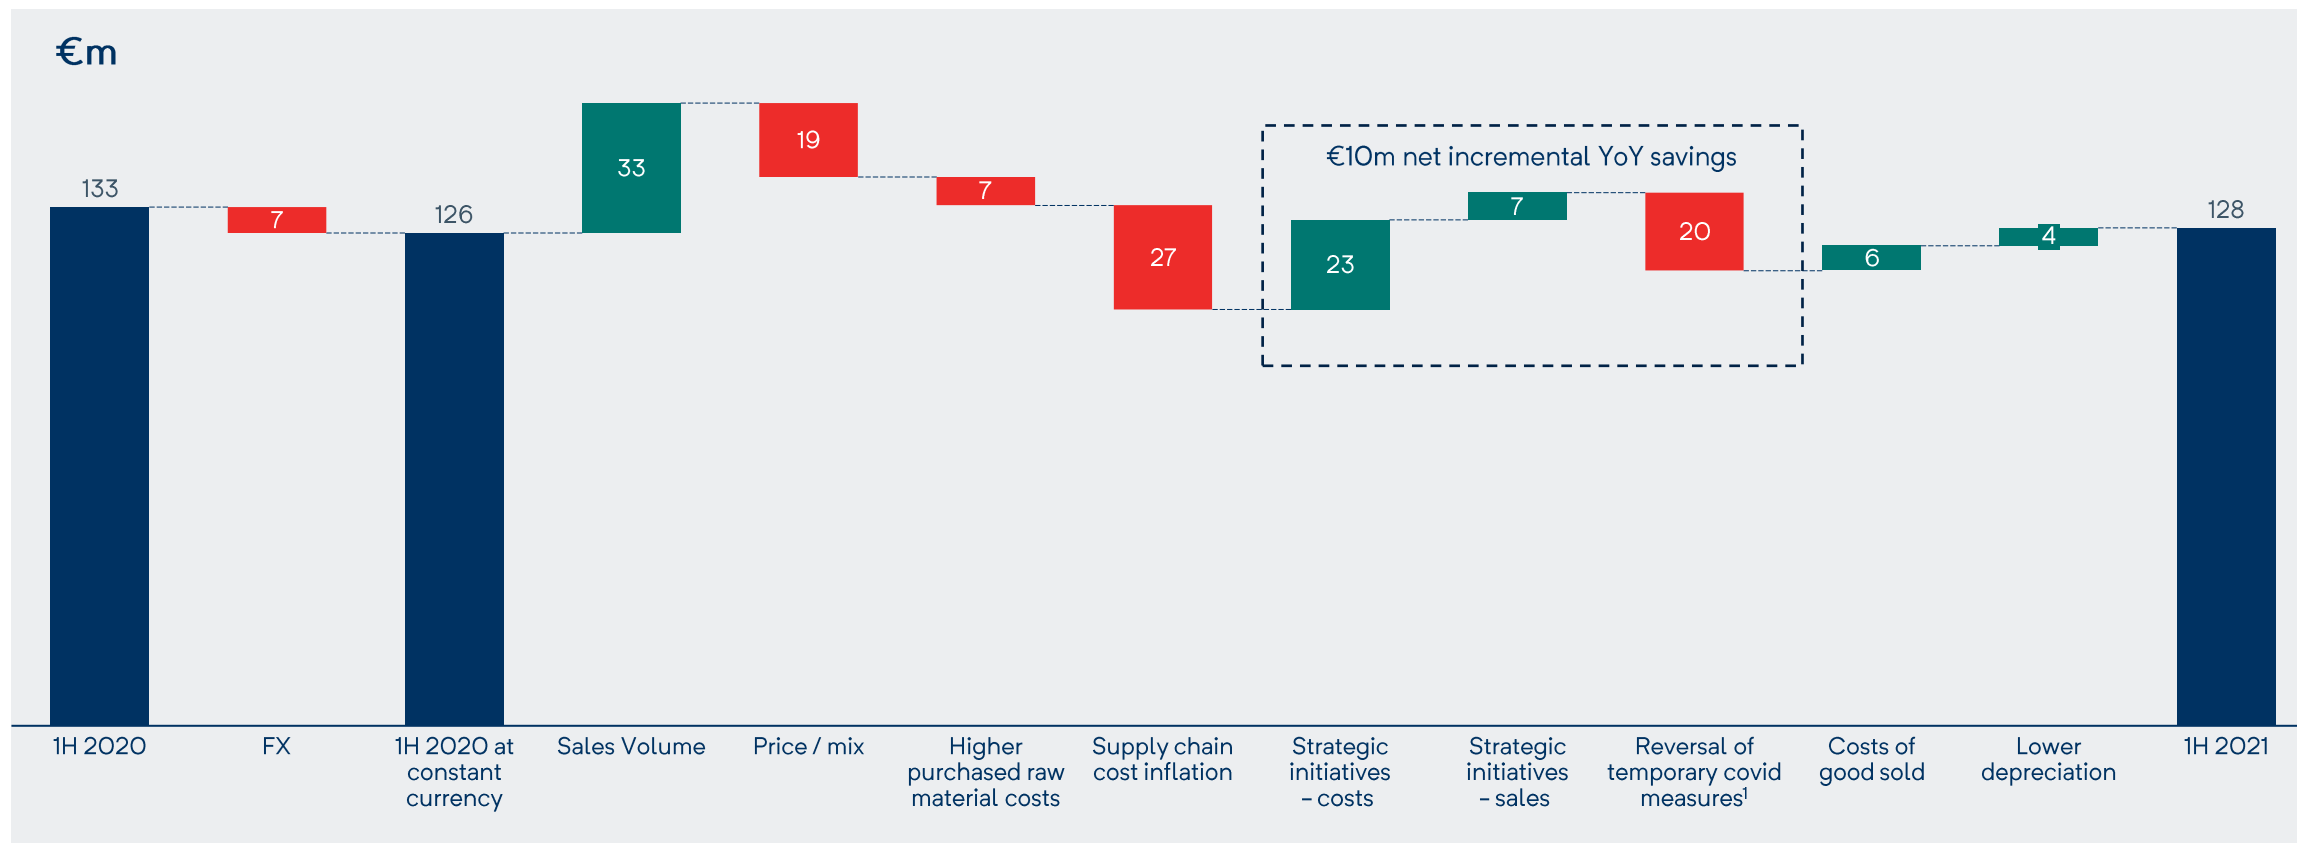 €m
133
7
126
33
19
7
27
€10m net incremental YoY savings
23
7
20
6
4
128
1H 2020
FX
1H 2020 at
constant
currency
Sales Volume
Price / mix
Higher
purchased raw
material costs
Supply chain
cost inflation
Strategic
initiatives
– costs
Strategic
initiatives
– sales
Reversal of
temporary covid
measures¹
Costs of
good sold
Lower
depreciation
1H 2021